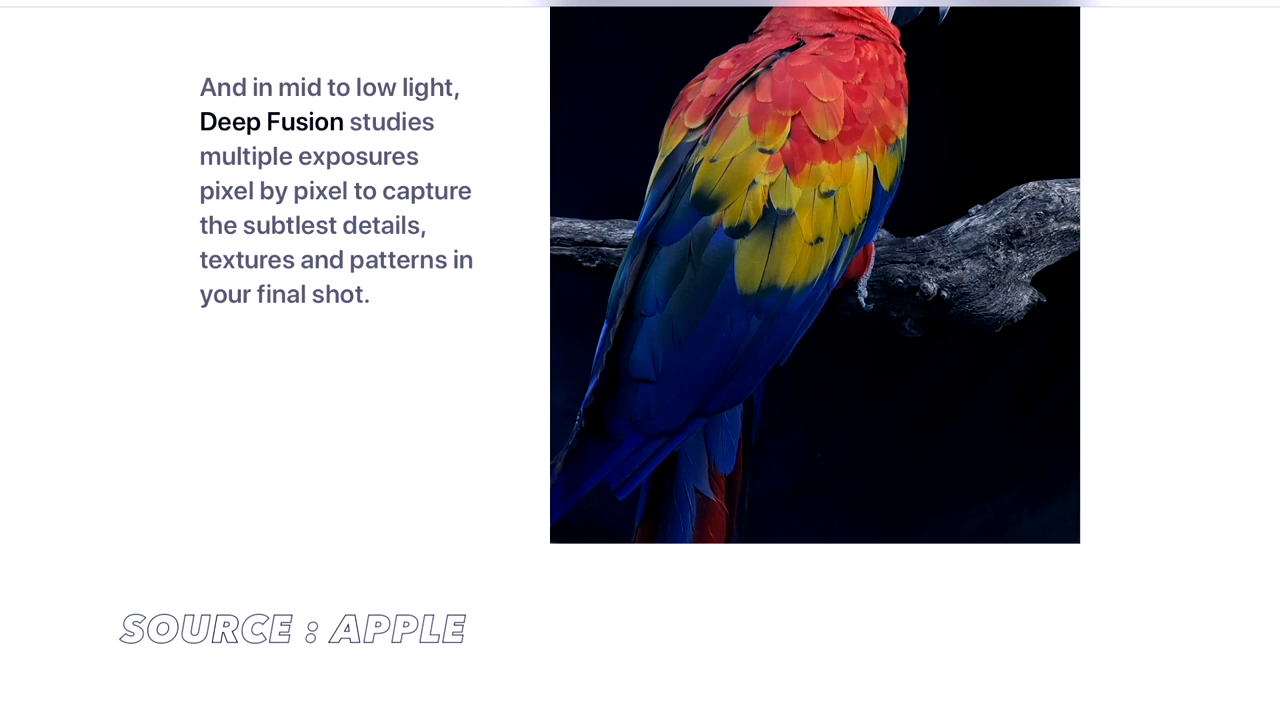 And in mid to low light,
Deep Fusion studies
multiple exposures
pixel by pixel to capture
the subtlest details,
textures and patterns in
your final shot.
SOURCE : APPLE